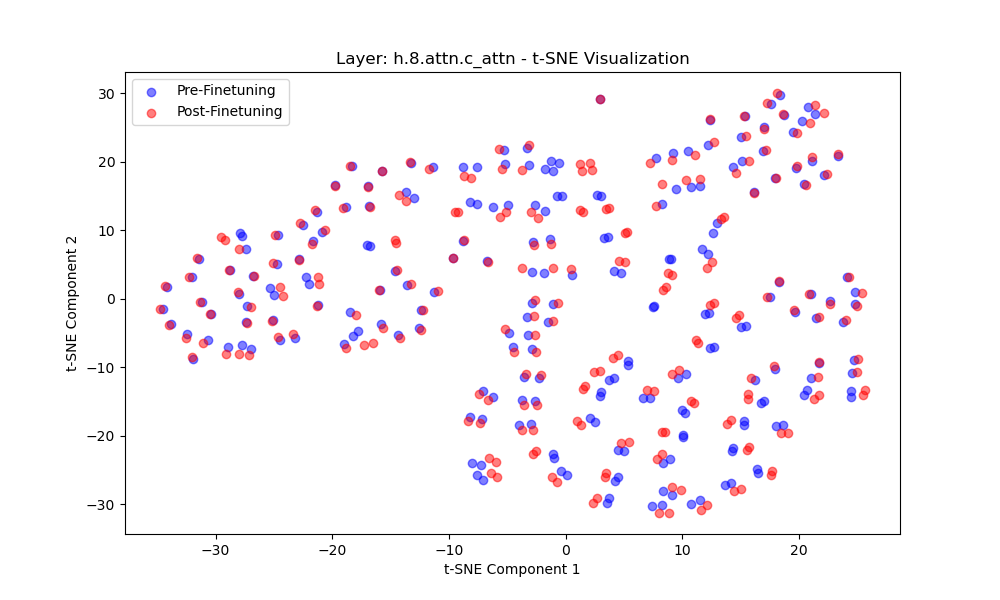 Layer: h.8.attn.c_attn - t-SNE Visualization
Pre-Finetuning
Post-Finetuning
30
20
10
0
−10
−20
−30
t-SNE Component 2
−30
−20
−10
0
10
20
t-SNE Component 1